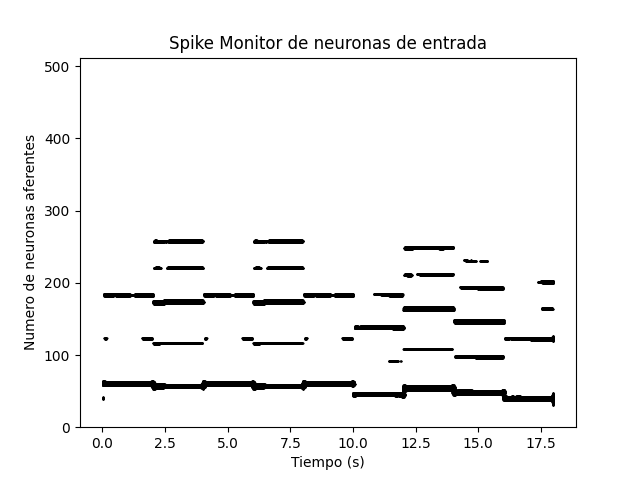 Spike Monitor de neuronas de entrada
500
400
300
200
100
0
Numero de neuronas aferentes
0.0 2.5 5.0 7.5 10.0 12.5 15.0 17.5
Tiempo (s)